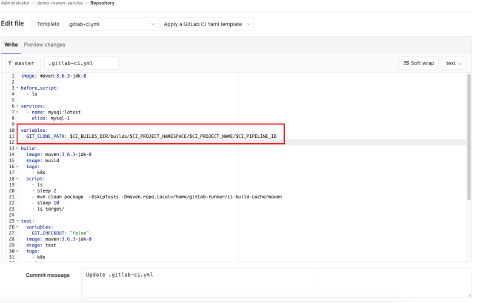 Administrator > demo-maven-service > Repository
Edit file Template .gitlab-ci.yml Apply a GitLab CI Yaml template
Write Preview changes
master .gitlab-ci.yml Soft wrap text
1 image: maven:3.6.3-jdk-8
2
3 before_script:
4 - ls
5
6 services:
7 - name: mysql:latest
8 alias: mysql-1
9
10 variables:
11 GIT_CLONE_PATH: $CI_BUILDS_DIR/builds/$CI_PROJECT_NAMESPACE/$CI_PROJECT_NAME/$CI_PIPELINE_ID
12
13 build:
14 image: maven:3.6.3-jdk-8
15 stage: build
16 tags:
17 - k8s
18 script:
19 - ls
20 - sleep 2
21 - mvn clean package -DskipTests -Dmaven.repo.local=/home/gitlab-runner/ci-build-cache/maven
22 - sleep 10
23 - ls target/
24
25 test:
26 variables:
27 GIT_CHECKOUT: "false"
28 image: maven:3.6.3-jdk-8
29 stage: test
30 tags:
31 - k8s
Commit message Update .gitlab-ci.yml